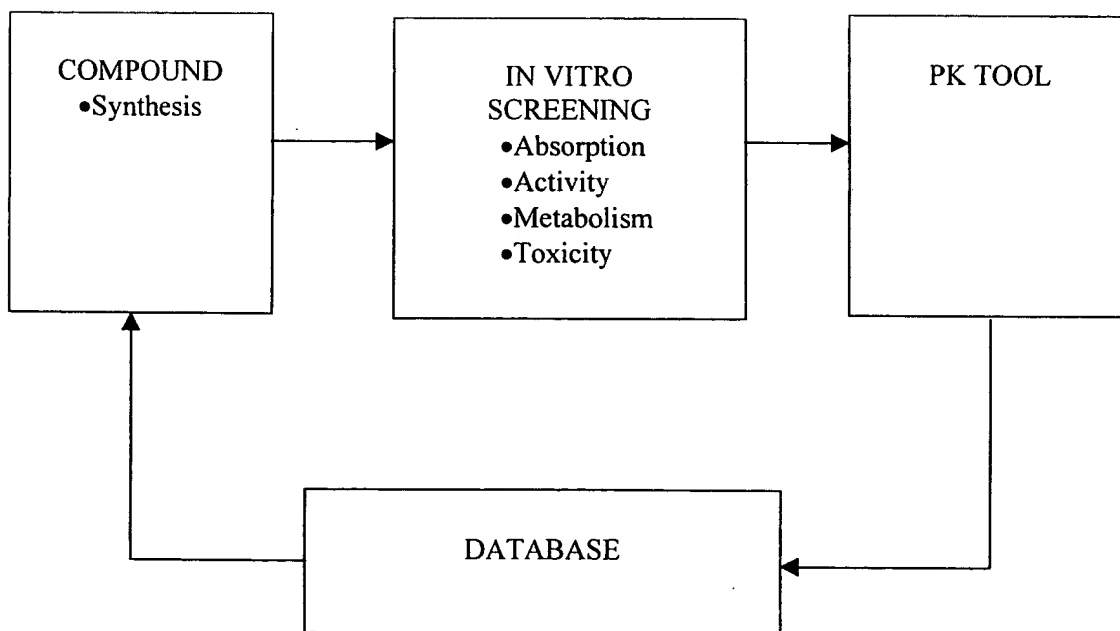 COMPOUND
•Synthesis
IN VITRO
SCREENING
•Absorption
•Activity
•Metabolism
•Toxicity
PK TOOL
DATABASE